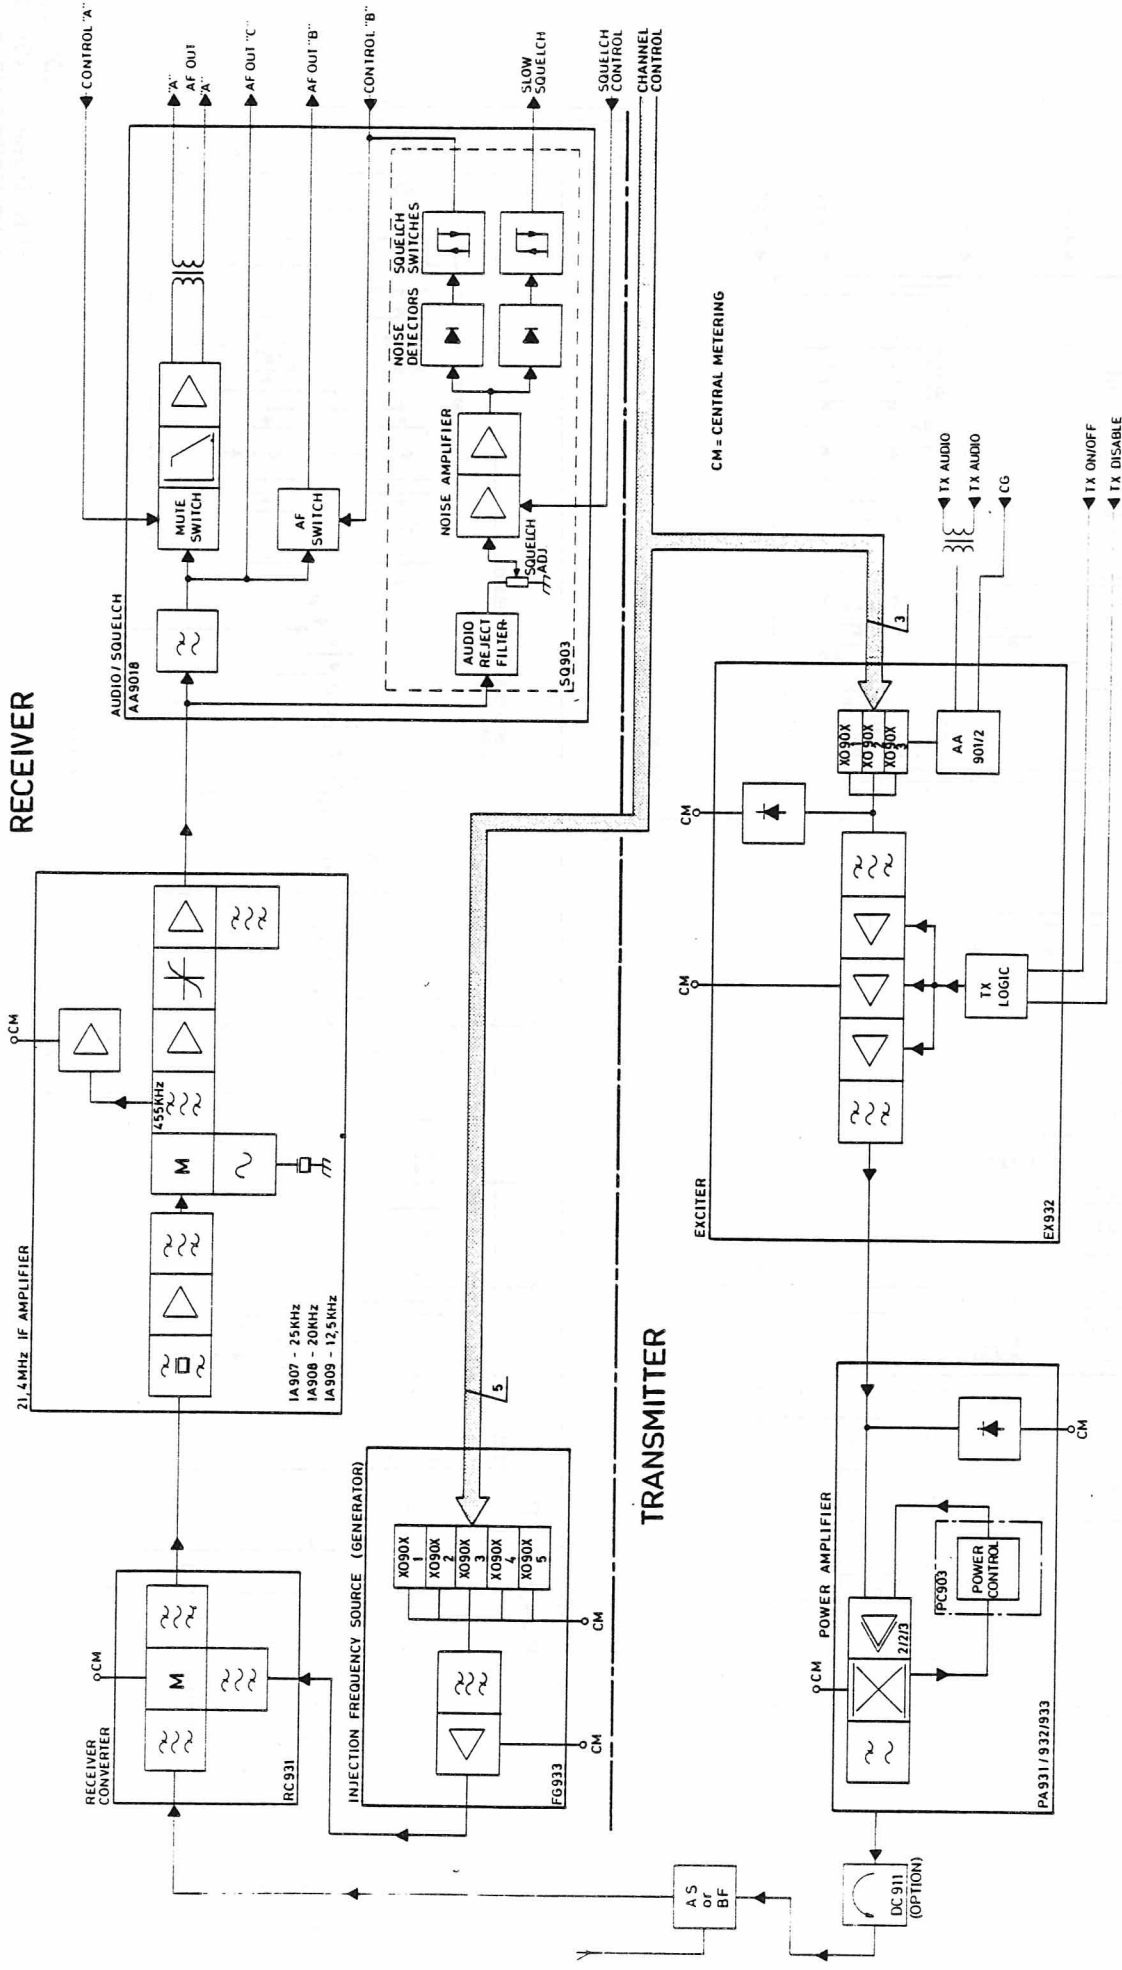 RECEIVER
RECEIVER
CONVERTER
CM
M
RC931
21,4MHz IF AMPLIFIER
CM
455KHz
M
IA907 - 25KHz
IA908 - 20KHz
IA909 - 12,5KHz
AUDIO/SQUELCH
AA9018
MUTE
SWITCH
AF
SWITCH
AUDIO
REJECT
FILTER
SQUELCH
ADJ
NOISE AMPLIFIER
NOISE
DETECTORS
SQUELCH
SWITCHES
SQ903
CONTROL "A"
"A"
AF OUT
"A"
AF OUT "C"
AF OUT "B"
CONTROL "B"
SLOW
SQUELCH
SQUELCH
CONTROL
CHANNEL
CONTROL
INJECTION FREQUENCY SOURCE (GENERATOR)
XO90X
1
XO90X
2
XO90X
3
XO90X
4
XO90X
5
CM
CM
FG933
5
3
CM = CENTRAL METERING
TRANSMITTER
AS
or
BF
DC911
(OPTION)
POWER AMPLIFIER
CM
2/2/3
PC903
POWER
CONTROL
CM
PA931/932/933
EXCITER
CM
CM
XO90X
1
XO90X
2
XO90X
3
AA
901/2
TX
LOGIC
EX932
TX AUDIO
TX AUDIO
CG
TX ON/OFF
TX DISABLE